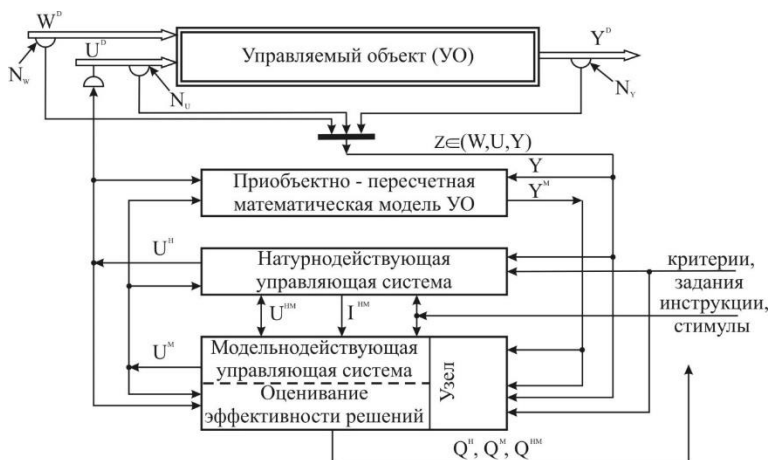 W^D
U^D
Управляемый объект (УО)
Y^D
N_W
N_U
N_Y
Z∈(W,U,Y)
Приобъектно - пересчетная
математическая модель УО
Y
Y^M
U^H
Натурнодействующая
управляющая система
критерии,
задания
инструкции,
стимулы
U^HM
I^HM
U^M
Модельнодействующая
управляющая система
Оценивание
эффективности решений
Узел
Q^H, Q^M, Q^HM